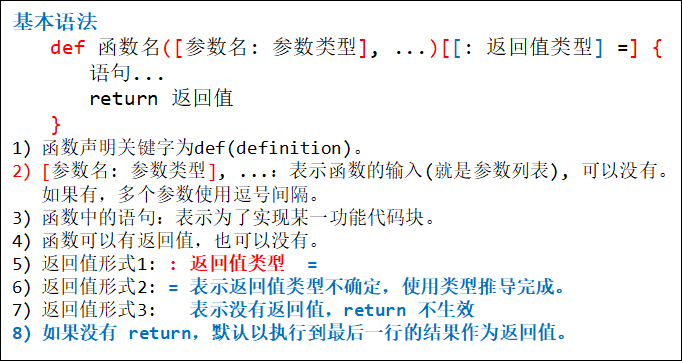 基本语法
def 函数名([参数名: 参数类型], ...)[[: 返回值类型] =] {
语句...
return 返回值
}
1) 函数声明关键字为def(definition)。
2) [参数名: 参数类型], ...: 表示函数的输入(就是参数列表), 可以没有。
如果有, 多个参数使用逗号间隔。
3) 函数中的语句: 表示为了实现某一功能代码块。
4) 函数可以有返回值, 也可以没有。
5) 返回值形式1: : 返回值类型 =
6) 返回值形式2: = 表示返回值类型不确定, 使用类型推导完成。
7) 返回值形式3: 表示没有返回值, return 不生效
8) 如果没有 return, 默认以执行到最后一行的结果作为返回值。